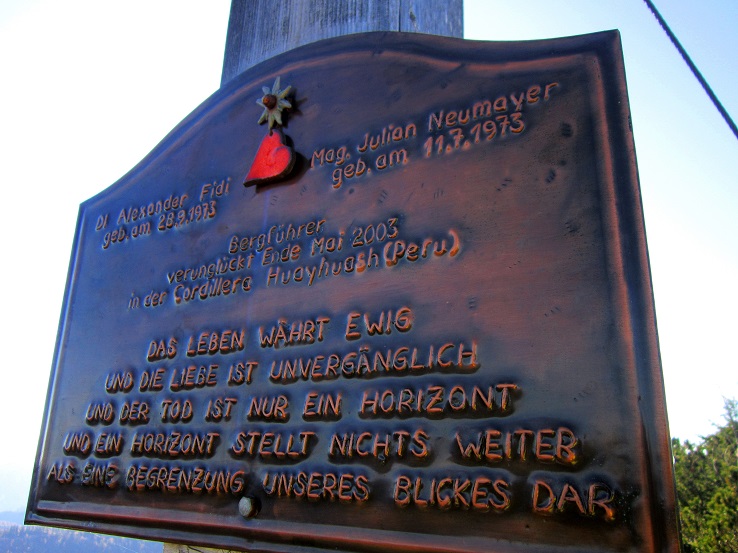 DI Alexander Fidi
geb. am 28.9.1973
Mag. Julian Neumayer
geb. am 11.7.1973
Bergführer
verunglückt Ende Mai 2003
in der Cordillera Huayhuash (Peru)
DAS LEBEN WÄHRT EWIG
UND DIE LIEBE IST UNVERGÄNGLICH
UND DER TOD IST NUR EIN HORIZONT
UND EIN HORIZONT STELLT NICHTS WEITER
ALS EINE BEGRENZUNG UNSERES BLICKES DAR